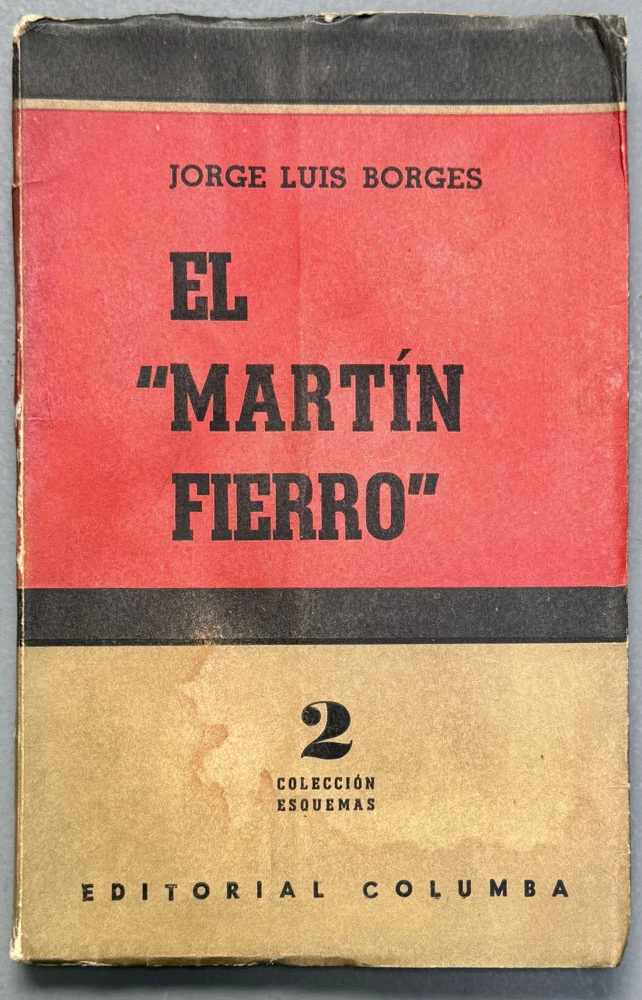 JORGE LUIS BORGES
EL
"MARTÍN
FIERRO"
2
COLECCIÓN
ESQUEMAS
EDITORIAL COLUMBA